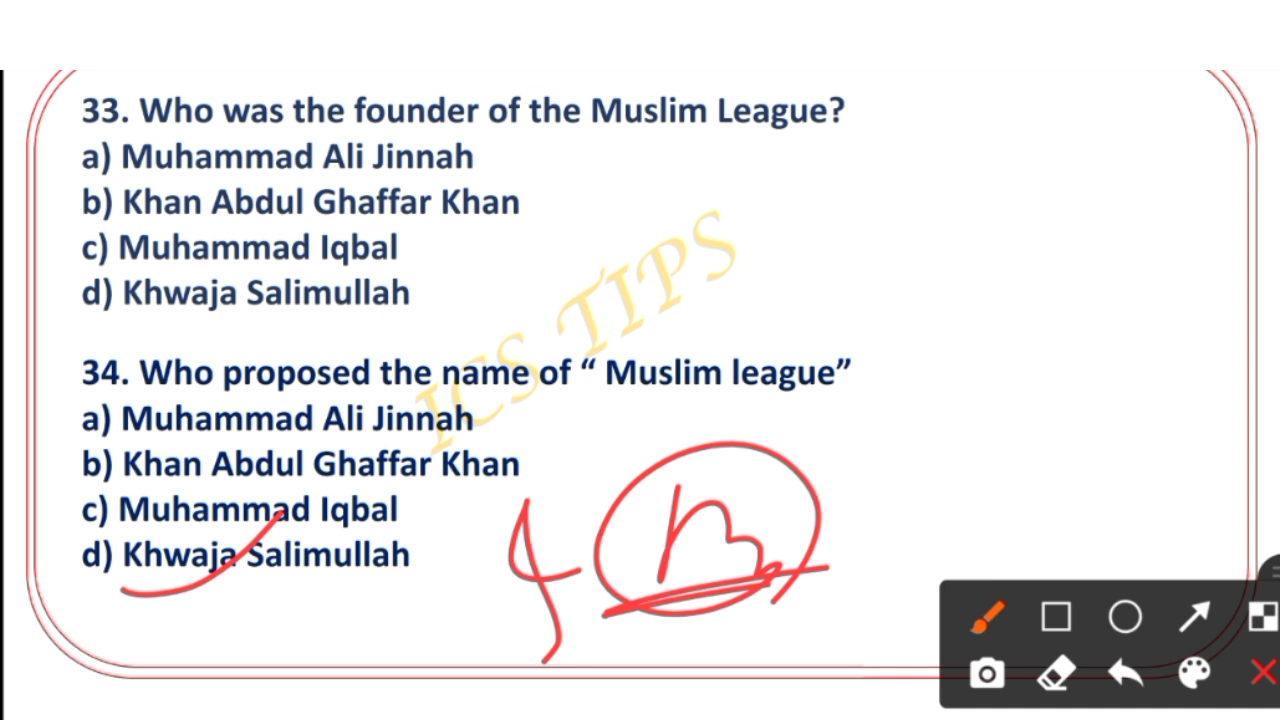 33. Who was the founder of the Muslim League?
a) Muhammad Ali Jinnah
b) Khan Abdul Ghaffar Khan
c) Muhammad Iqbal
d) Khwaja Salimullah
34. Who proposed the name of “ Muslim league”
a) Muhammad Ali Jinnah
b) Khan Abdul Ghaffar Khan
c) Muhammad Iqbal
d) Khwaja Salimullah
ICS TIPS